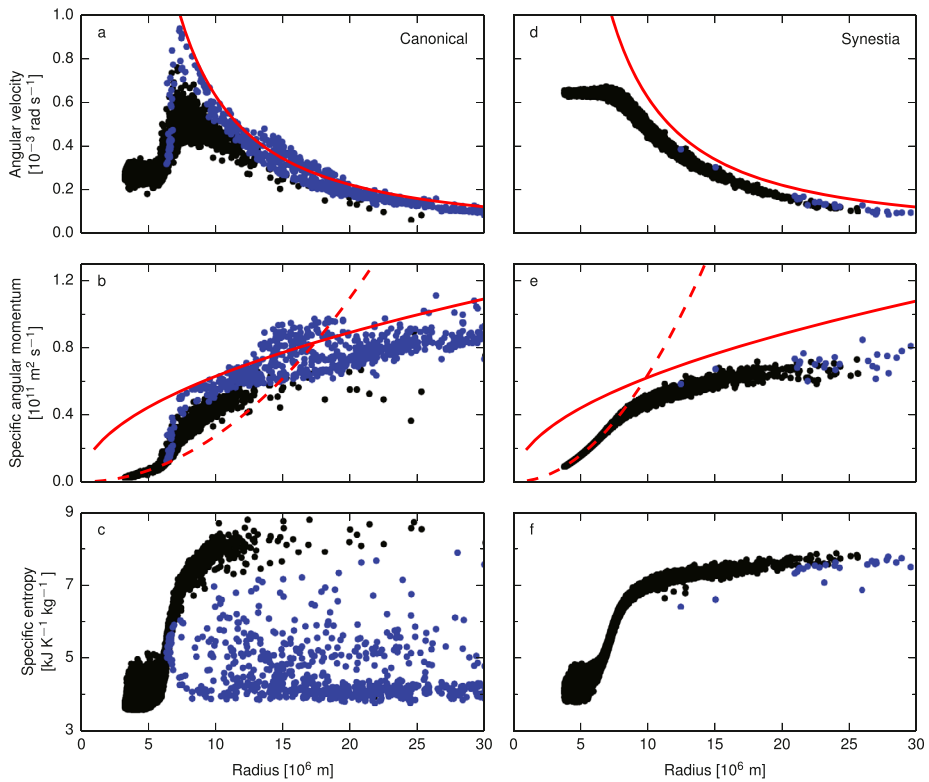 a
Canonical
d
Synestia
1.0
0.8
0.6
0.4
0.2
0.0
Angular velocity
[10⁻³ rad s⁻¹]
b
e
1.2
0.8
0.4
0.0
Specific angular momentum
[10¹¹ m² s⁻¹]
c
f
9
7
5
3
Specific entropy
[kJ K⁻¹ kg⁻¹]
0 5 10 15 20 25 30
0 5 10 15 20 25 30
Radius [10⁶ m]
Radius [10⁶ m]